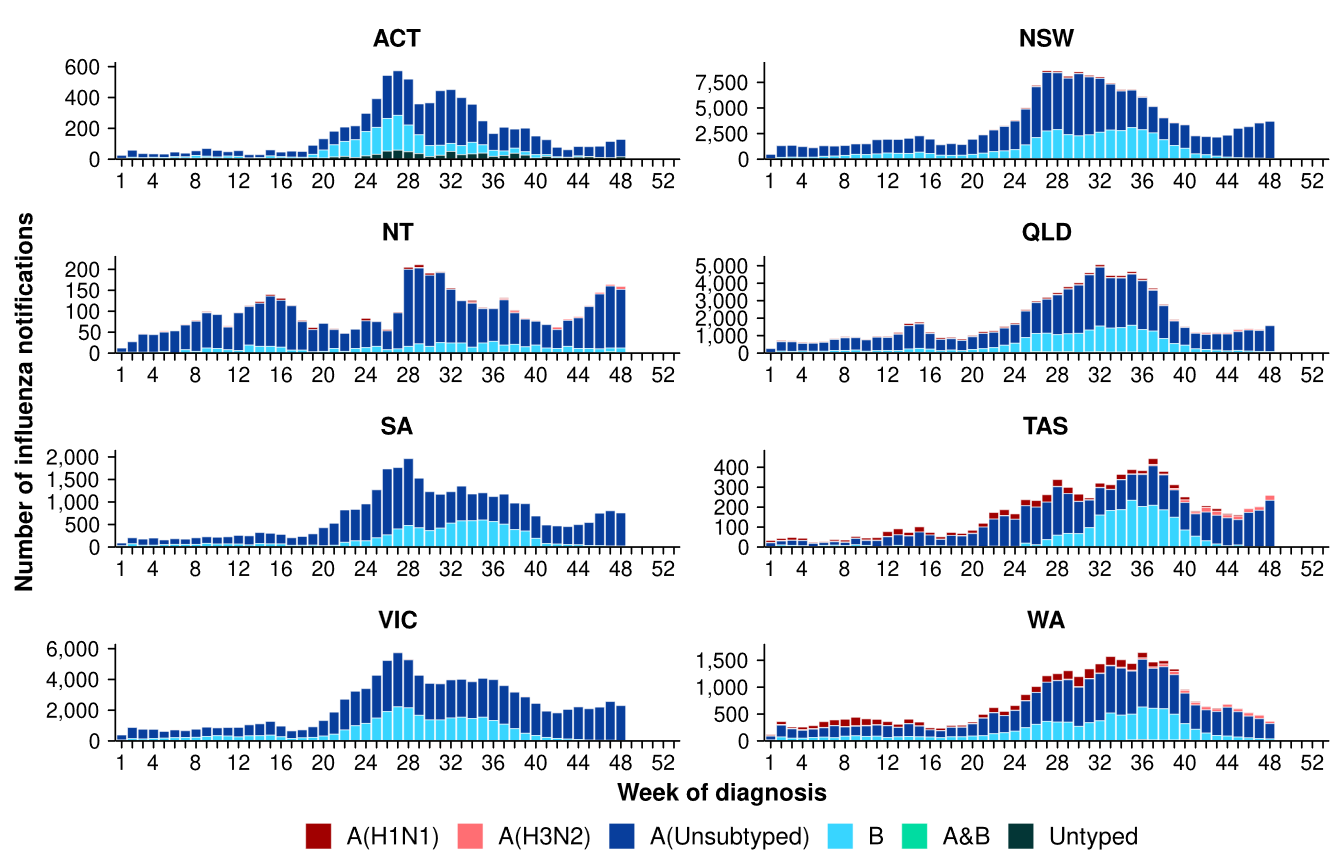 ACT
600
400
200
0
1 4 8 12 16 20 24 28 32 36 40 44 48 52
NSW
7,500
5,000
2,500
0
1 4 8 12 16 20 24 28 32 36 40 44 48 52
NT
200
150
100
50
0
1 4 8 12 16 20 24 28 32 36 40 44 48 52
QLD
5,000
4,000
3,000
2,000
1,000
0
1 4 8 12 16 20 24 28 32 36 40 44 48 52
SA
2,000
1,500
1,000
500
0
1 4 8 12 16 20 24 28 32 36 40 44 48 52
TAS
400
300
200
100
0
1 4 8 12 16 20 24 28 32 36 40 44 48 52
VIC
6,000
4,000
2,000
0
1 4 8 12 16 20 24 28 32 36 40 44 48 52
WA
1,500
1,000
500
0
1 4 8 12 16 20 24 28 32 36 40 44 48 52
Number of influenza notifications
Week of diagnosis
A(H1N1) A(H3N2) A(Unsubtyped) B A&B Untyped